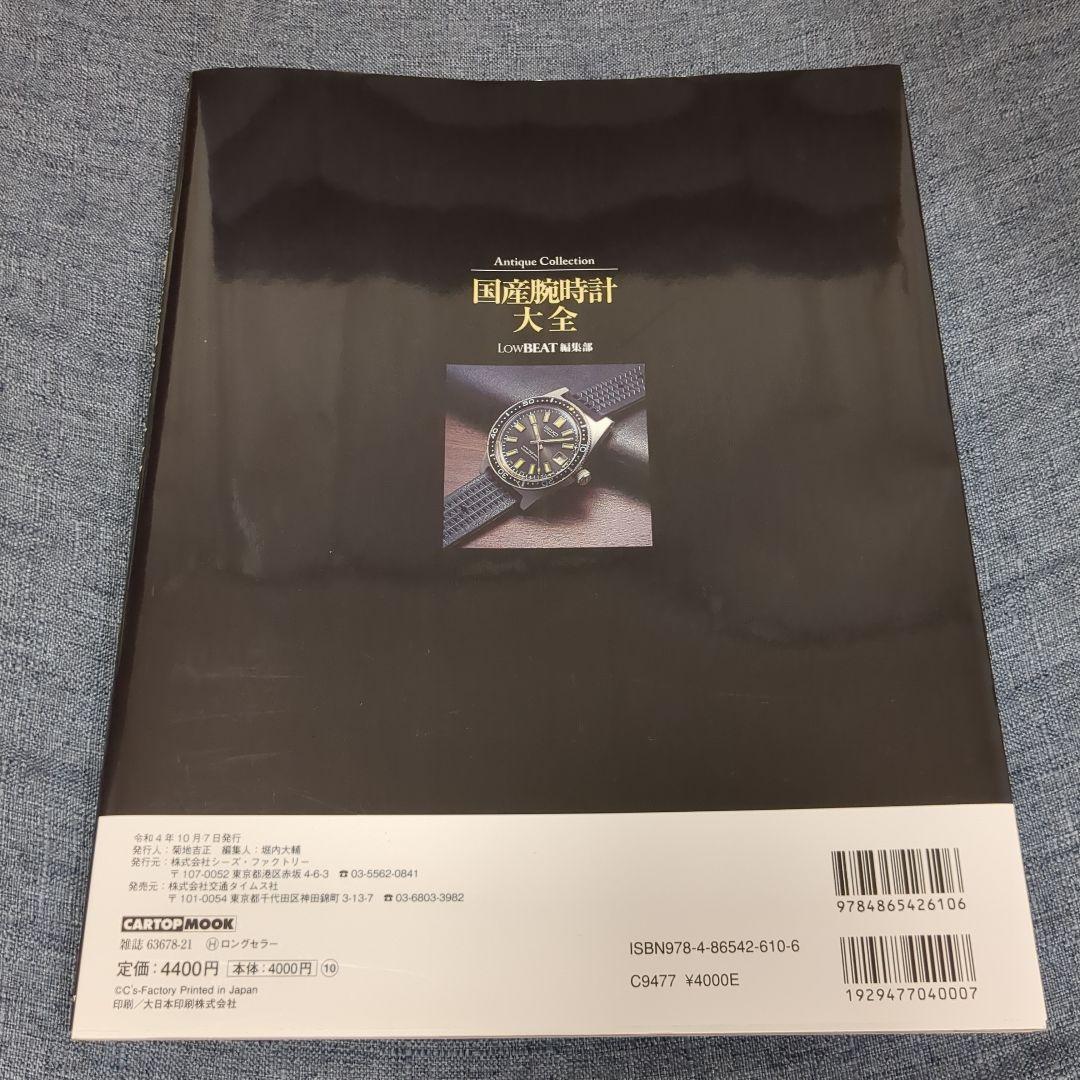 Antique Collection
国産腕時計
大全
LowBEAT 編集部
令和4年10月7日発行
発行人：菊地吉正　編集人：堀内大輔
発行元：株式会社シーズ・ファクトリー
〒107-0052 東京都港区赤坂 4-6-3　☎ 03-5562-0841
発売元：株式会社交通タイムス社
〒101-0054 東京都千代田区神田錦町 3-13-7　☎ 03-6803-3982
CARTOP MOOK
雑誌 63678-21 Ⓗロングセラー
定価：4400円 本体：4000円 ⑩
©C's-Factory Printed in Japan
印刷／大日本印刷株式会社
9784865426106
ISBN978-4-86542-610-6
C9477 ¥4000E
1929477040007